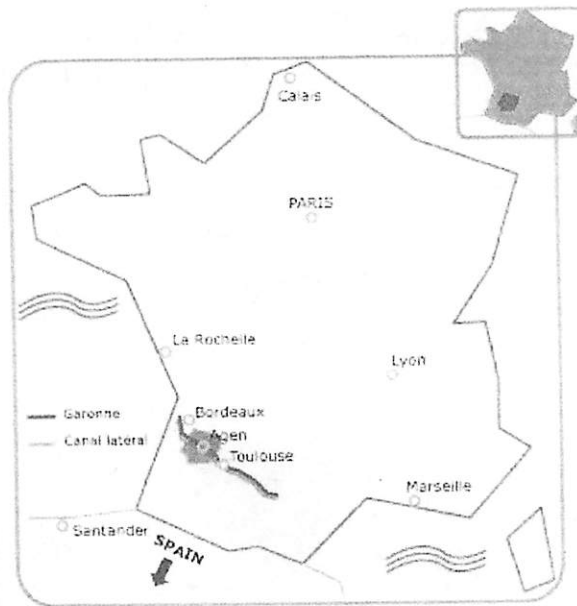 Calais
PARIS
La Rochelle
Lyon
Garonne
Canal latéral
Bordeaux
Agen
Toulouse
Marseille
Santander
SPAIN